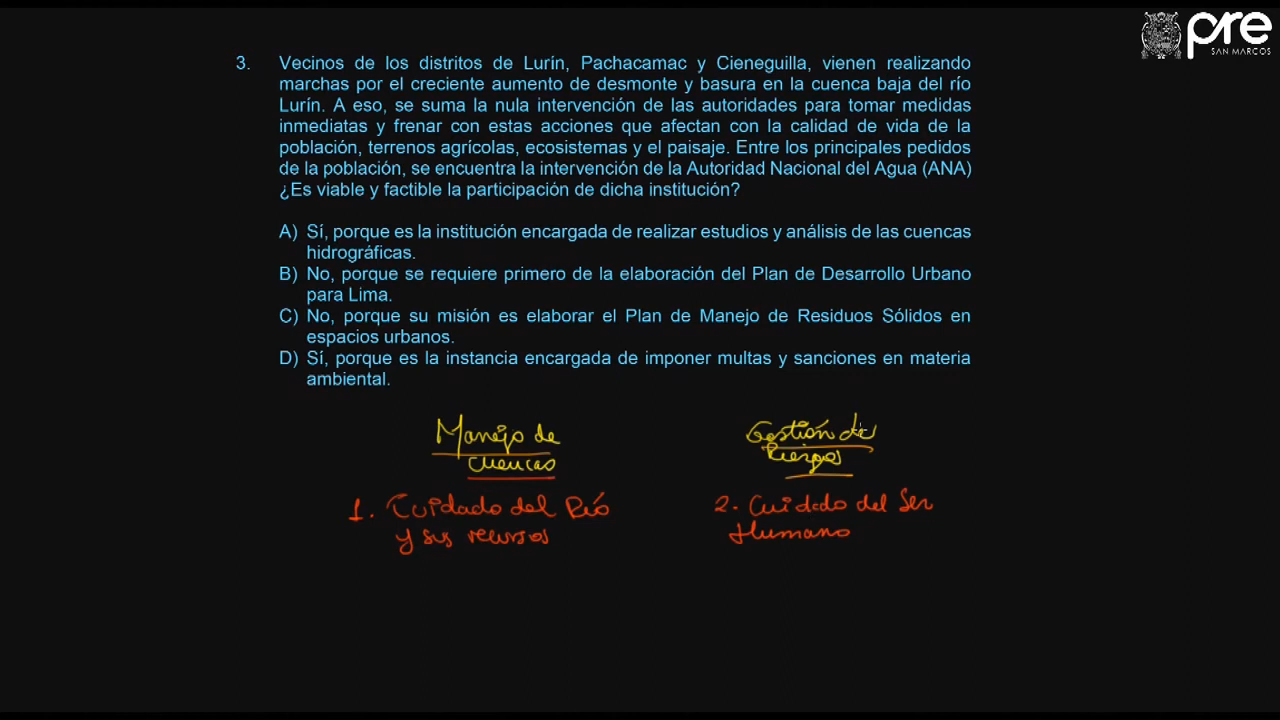 pre
SAN MARCOS
3. Vecinos de los distritos de Lurín, Pachacamac y Cieneguilla, vienen realizando
marchas por el creciente aumento de desmonte y basura en la cuenca baja del río
Lurín. A eso, se suma la nula intervención de las autoridades para tomar medidas
inmediatas y frenar con estas acciones que afectan con la calidad de vida de la
población, terrenos agrícolas, ecosistemas y el paisaje. Entre los principales pedidos
de la población, se encuentra la intervención de la Autoridad Nacional del Agua (ANA)
¿Es viable y factible la participación de dicha institución?
A) Sí, porque es la institución encargada de realizar estudios y análisis de las cuencas
hidrográficas.
B) No, porque se requiere primero de la elaboración del Plan de Desarrollo Urbano
para Lima.
C) No, porque su misión es elaborar el Plan de Manejo de Residuos Sólidos en
espacios urbanos.
D) Sí, porque es la instancia encargada de imponer multas y sanciones en materia
ambiental.
Manejo de
cuencas
1. Cuidado del Río
y sus recursos
Gestión de
Riesgos
2. Cuidado del Ser
Humano